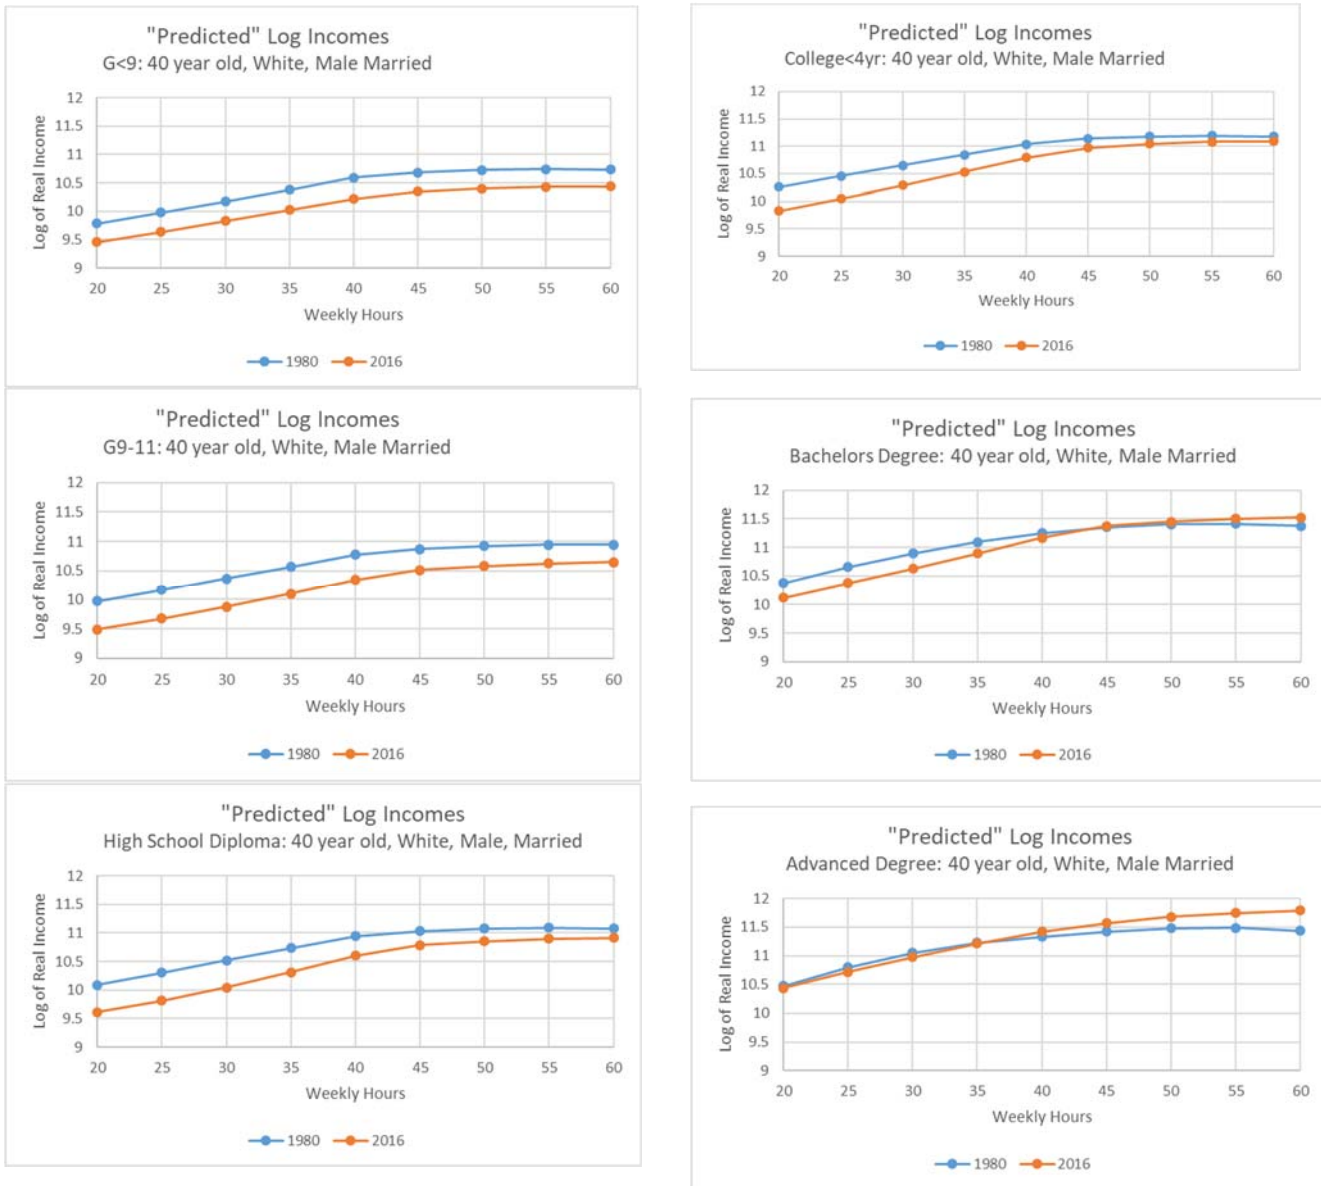 "Predicted" Log Incomes
G<9: 40 year old, White, Male Married
Log of Real Income
12
11.5
11
10.5
10
9.5
9
20 25 30 35 40 45 50 55 60
Weekly Hours
1980 2016
"Predicted" Log Incomes
College<4yr: 40 year old, White, Male Married
Log of Real Income
12
11.5
11
10.5
10
9.5
9
20 25 30 35 40 45 50 55 60
Weekly Hours
1980 2016
"Predicted" Log Incomes
G9-11: 40 year old, White, Male Married
Log of Real Income
12
11.5
11
10.5
10
9.5
9
20 25 30 35 40 45 50 55 60
Weekly Hours
1980 2016
"Predicted" Log Incomes
Bachelors Degree: 40 year old, White, Male Married
Log of Real Income
12
11.5
11
10.5
10
9.5
9
20 25 30 35 40 45 50 55 60
Weekly Hours
1980 2016
"Predicted" Log Incomes
High School Diploma: 40 year old, White, Male, Married
Log of Real Income
12
11.5
11
10.5
10
9.5
9
20 25 30 35 40 45 50 55 60
Weekly Hours
1980 2016
"Predicted" Log Incomes
Advanced Degree: 40 year old, White, Male Married
Log of Real Income
12
11.5
11
10.5
10
9.5
9
20 25 30 35 40 45 50 55 60
Weekly Hours
1980 2016